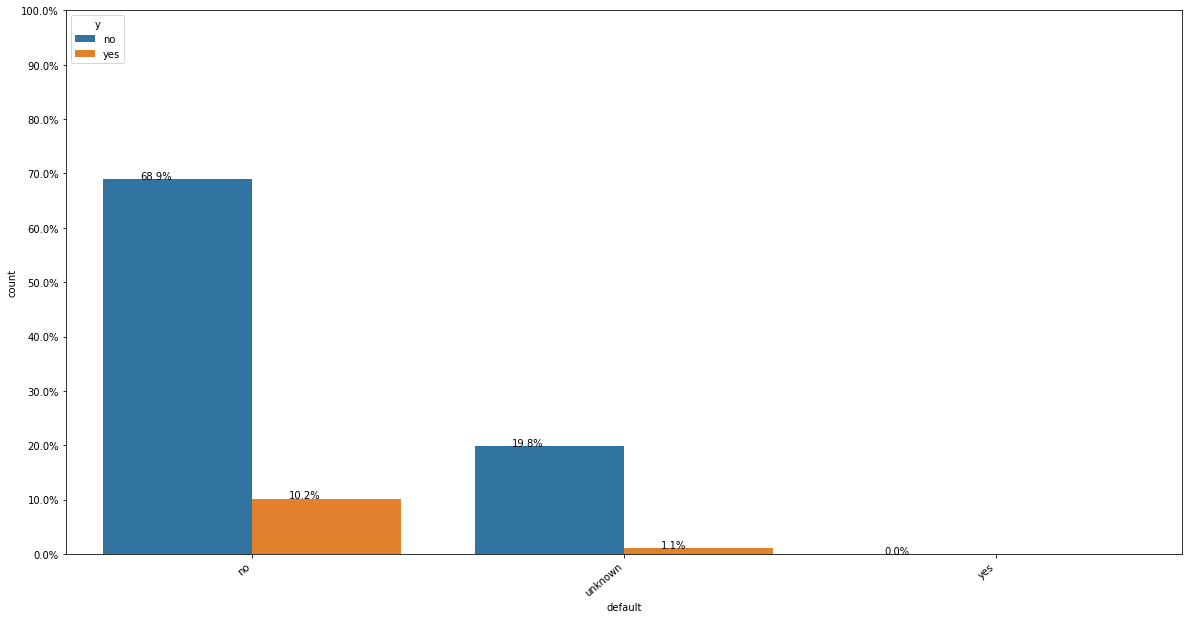 100.0%
90.0%
80.0%
70.0%
60.0%
50.0%
40.0%
30.0%
20.0%
10.0%
0.0%
count
y
no
yes
68.9%
10.2%
19.8%
1.1%
0.0%
no
unknown
yes
default